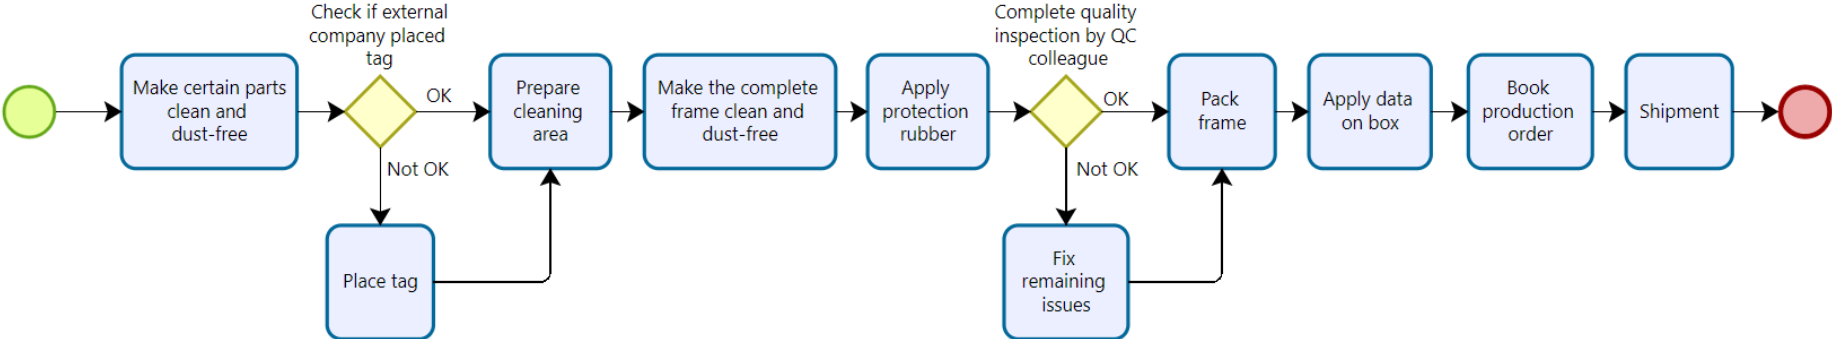 Check if external
company placed
tag
Complete quality
inspection by QC
colleague
Make certain parts
clean and
dust-free
OK
Prepare
cleaning
area
Make the complete
frame clean and
dust-free
Apply
protection
rubber
OK
Pack
frame
Apply data
on box
Book
production
order
Shipment
Not OK
Not OK
Place tag
Fix
remaining
issues